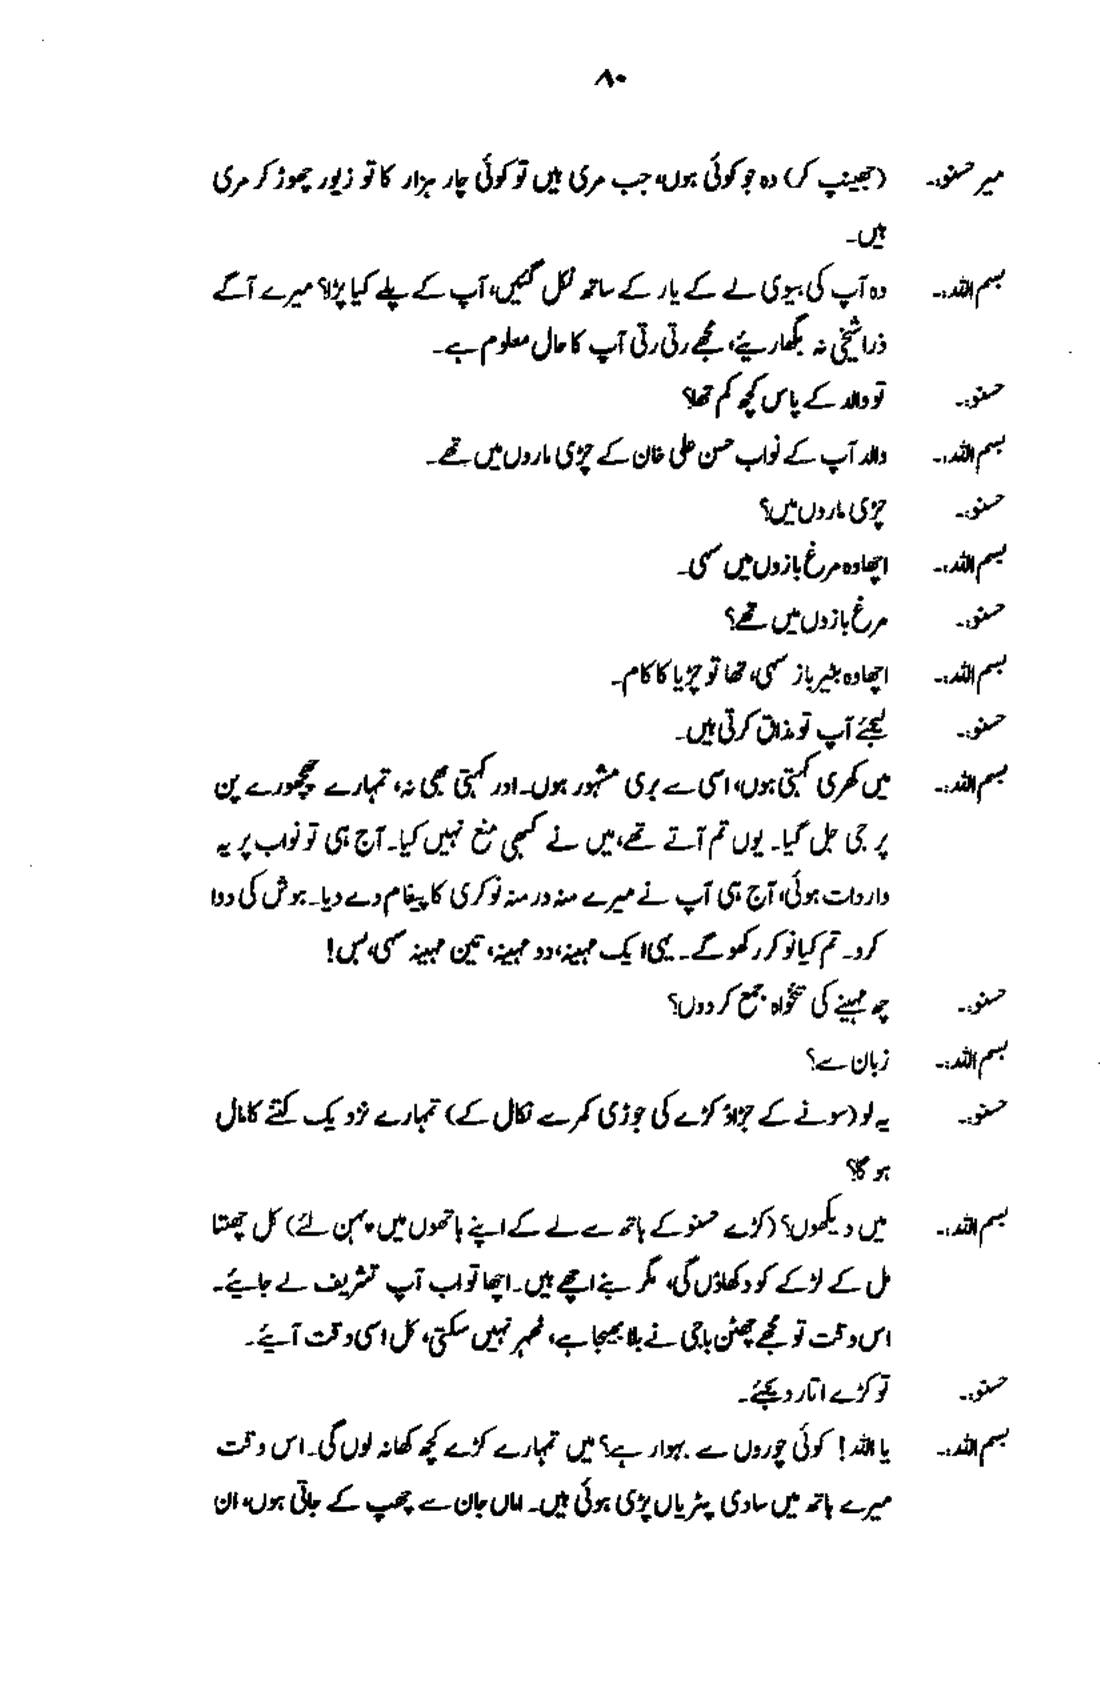 ۸۰
میر حسنو:۔ (جھینپ کر) وہ جو کوئی ہوں، جب مری ہیں تو کوئی چار ہزار کا تو زیور چھوڑ کر مری
ہیں۔
بسم اللہ:۔ وہ آپ کی بیوی لے کے یار کے ساتھ نکل گئیں، آپ کے پلے کیا پڑا؟ میرے آگے
ذرا شیخی نہ بگھاریئے، مجھے رتی رتی آپ کا حال معلوم ہے۔
حسنو:۔ تو والد کے پاس کچھ کم تھا؟
بسم اللہ:۔ والد آپ کے نواب حسن علی خان کے چڑی ماروں میں تھے۔
حسنو:۔ چڑی ماروں میں؟
بسم اللہ:۔ اچھا وہ مرغ بازوں میں سہی۔
حسنو:۔ مرغ بازوں میں تھے؟
بسم اللہ:۔ اچھا وہ بٹیر باز سہی، تھا تو چڑیا کا کام۔
حسنو:۔ لیجئے آپ تو مذاق کرتی ہیں۔
بسم اللہ:۔ میں کھری کہتی ہوں، اسی سے بری مشہور ہوں۔ اور کہتی بھی نہ، تمہارے چھچھورے پن
پر جی جل گیا۔ یوں تم آتے تھے، میں نے کبھی منع نہیں کیا۔ آج ہی تو نواب پر یہ
واردات ہوئی، آج ہی آپ نے میرے منہ در منہ نوکری کا پیغام دے دیا۔ ہوش کی دوا
کرو۔ تم کیا نوکر رکھو گے۔ یہی ایک مہینہ، دو مہینہ، تین مہینہ سہی، بس!
حسنو:۔ چھ مہینے کی تنخواہ جمع کر دوں؟
بسم اللہ:۔ زبان سے؟
حسنو:۔ یہ لو (سونے کے جڑاؤ کڑے کی جوڑی کمر سے نکال کے) تمہارے نزدیک کتنے کا مال
ہو گا؟
بسم اللہ:۔ میں دیکھوں؟ (کڑے حسنو کے ہاتھ سے لے کے اپنے ہاتھوں میں پہن لئے) کل چھنا
مل کے لڑکے کو دکھاؤں گی، مگر بنے اچھے ہیں۔ اچھا تو اب آپ تشریف لے جایئے۔
اس وقت تو مجھے چھٹن باجی نے بلا بھیجا ہے، ٹھہر نہیں سکتی، کل اسی وقت آیئے۔
حسنو:۔ تو کڑے اتار دیجئے۔
بسم اللہ:۔ یا اللہ! کوئی چوروں سے بہوار ہے؟ میں تمہارے کڑے کچھ کھا نہ لوں گی۔ اس وقت
میرے ہاتھ میں سادی پٹریاں پڑی ہوئی ہیں۔ اماں جان سے چھپ کے جاتی ہوں، ان